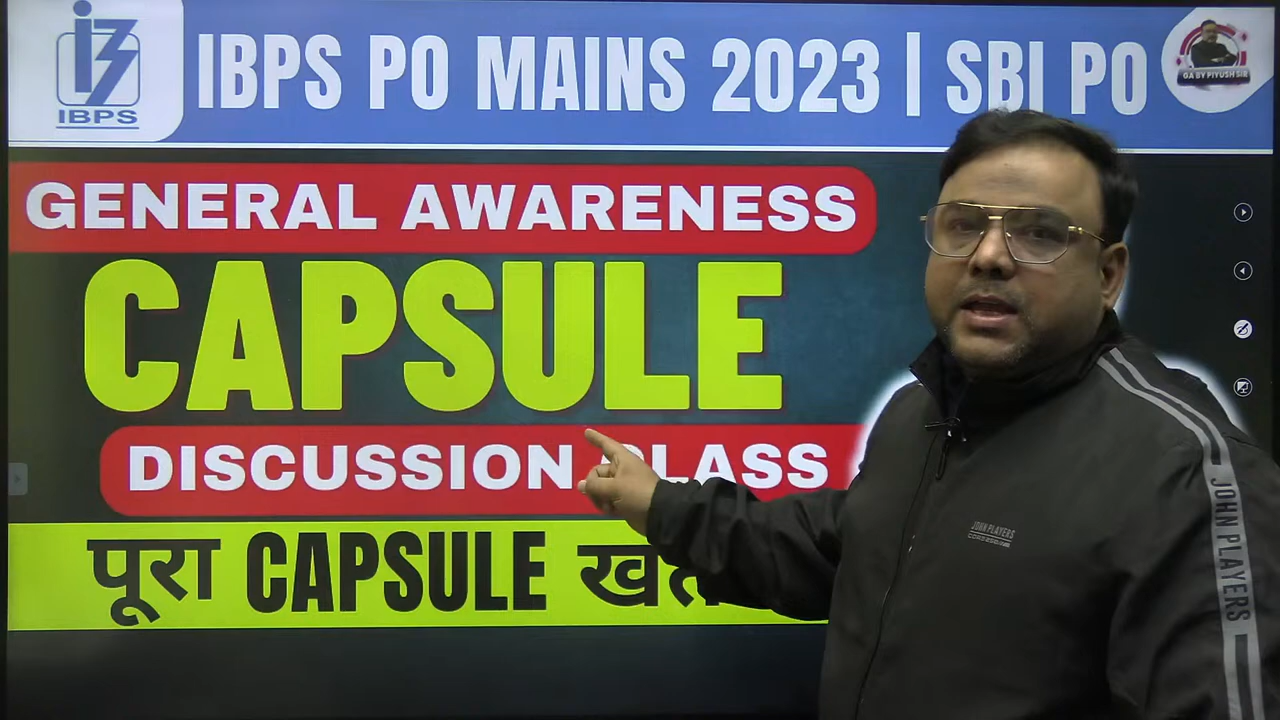 IBPS PO MAINS 2023 | SBI PO
IBPS
GA BY PIYUSH SIR
GENERAL AWARENESS
CAPSULE
DISCUSSION CLASS
पूरा CAPSULE
JOHN PLAYERS
JOHN PLAYERS